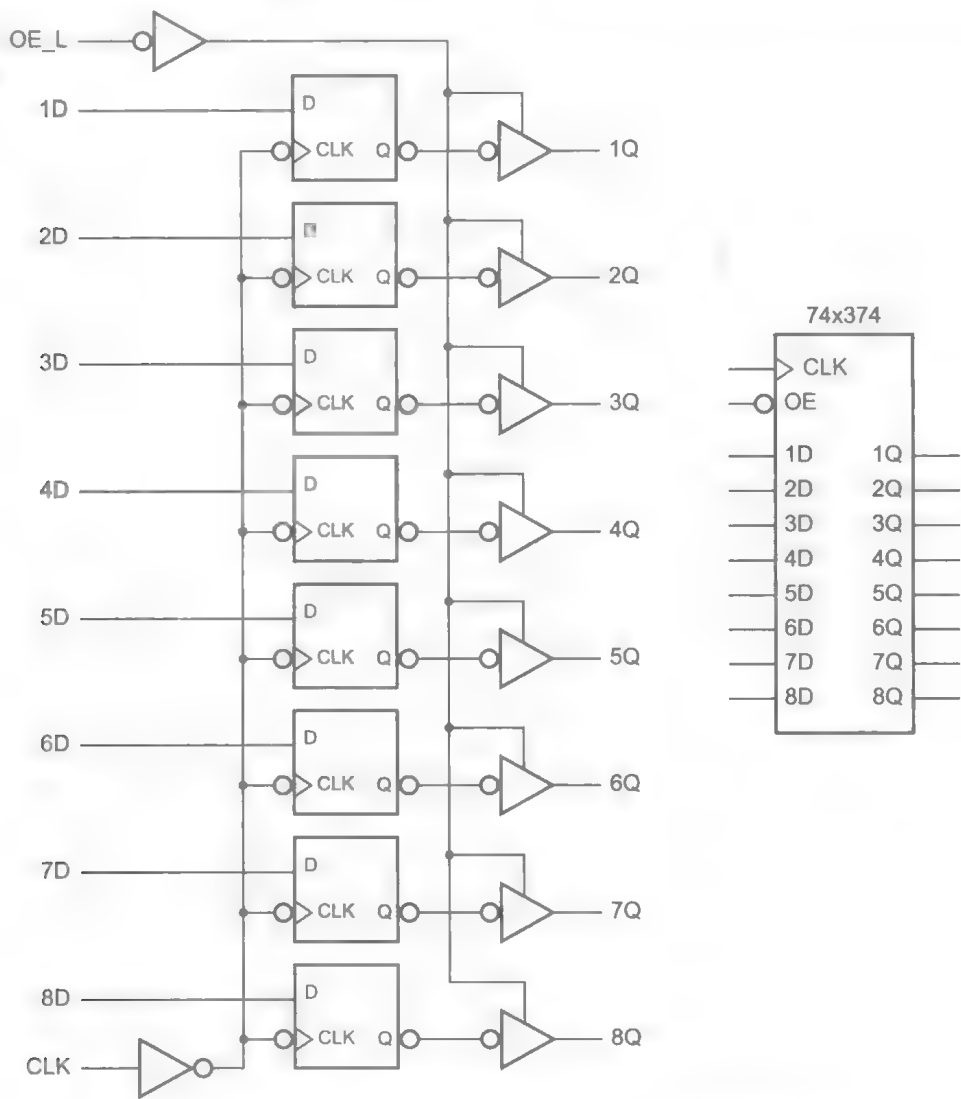 OE_L
1D
D
CLK
Q
1Q
2D
CLK
Q
2Q
3D
D
CLK
Q
3Q
4D
D
CLK
Q
4Q
5D
D
CLK
Q
5Q
6D
D
CLK
Q
6Q
7D
D
CLK
Q
7Q
8D
D
CLK
Q
8Q
CLK
74x374
CLK
OE
1D 1Q
2D 2Q
3D 3Q
4D 4Q
5D 5Q
6D 6Q
7D 7Q
8D 8Q